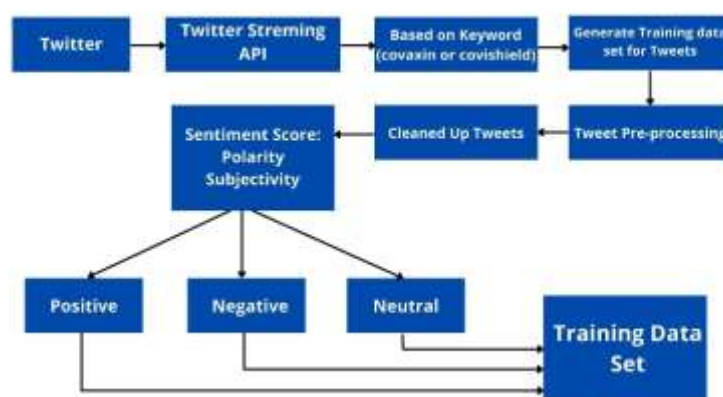 Twitter
Twitter Streming
API
Based on Keyword
(covaxin or covishield)
Generate Training data
set for Tweets
Sentiment Score:
Polarity
Subjectivity
Cleaned Up Tweets
Tweet Pre-processing
Positive
Negative
Neutral
Training Data
Set